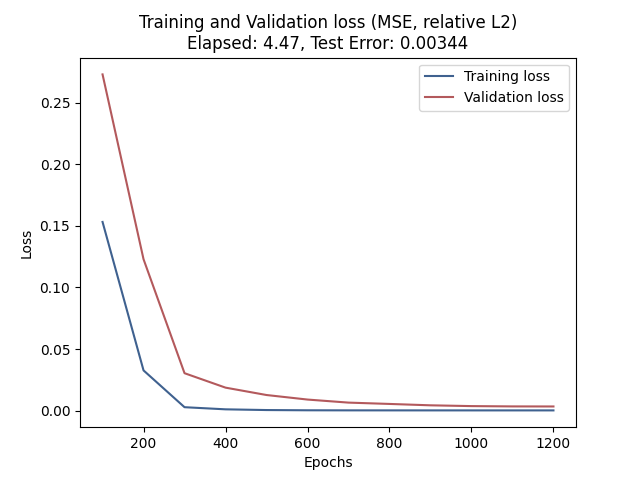 Training and Validation loss (MSE, relative L2)
Elapsed: 4.47, Test Error: 0.00344
Training loss
Validation loss
0.25
0.20
0.15
0.10
0.05
0.00
Loss
200
400
600
800
1000
1200
Epochs